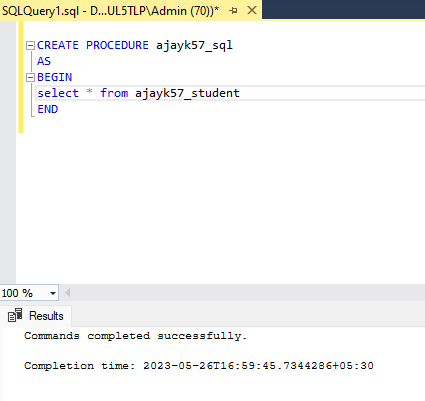 SQLQuery1.sql - D...UL5TLP\Admin (70))*
CREATE PROCEDURE ajayk57_sql
AS
BEGIN
select * from ajayk57_student
END
100 %
Results
Commands completed successfully.
Completion time: 2023-05-26T16:59:45.7344286+05:30